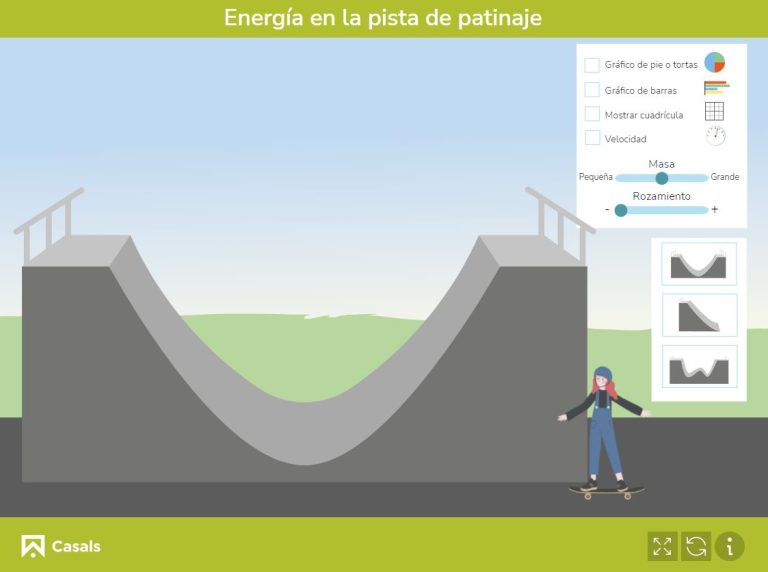 Energía en la pista de patinaje
Gráfico de pie o tortas
Gráfico de barras
Mostrar cuadrícula
Velocidad
Masa
Pequeña Grande
Rozamiento
- +
Casals
i